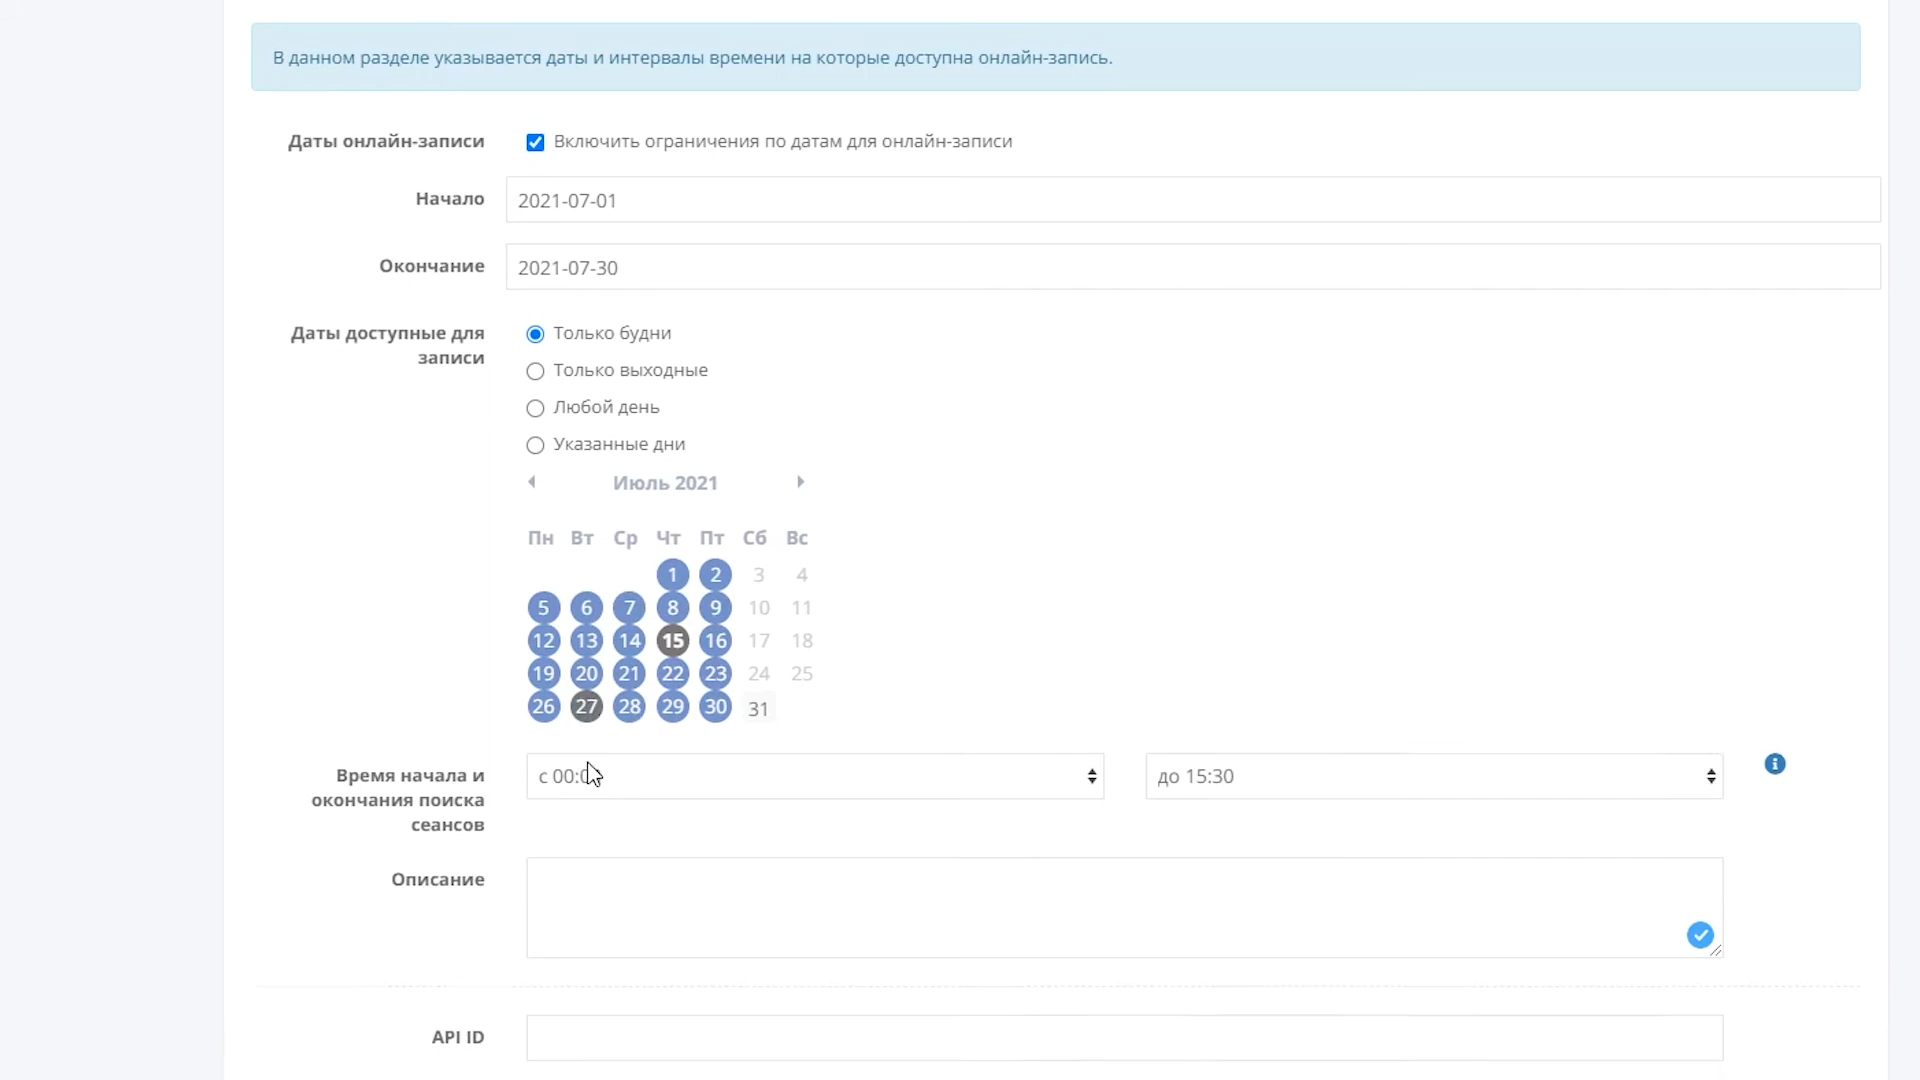 В данном разделе указывается даты и интервалы времени на которые доступна онлайн-запись.
Даты онлайн-записи
Включить ограничения по датам для онлайн-записи
Начало
2021-07-01
Окончание
2021-07-30
Даты доступные для
записи
Только будни
Только выходные
Любой день
Указанные дни
Июль 2021
Пн Вт Ср Чт Пт Сб Вс
1 2 3 4
5 6 7 8 9 10 11
12 13 14 15 16 17 18
19 20 21 22 23 24 25
26 27 28 29 30 31
Время начала и
окончания поиска
сеансов
с
до 15:30
Описание
API ID